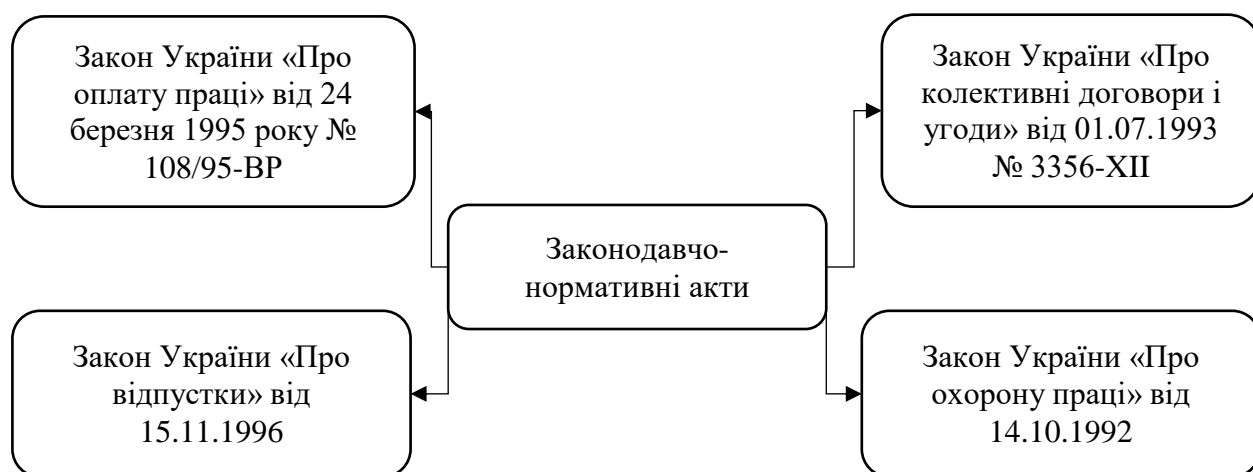 Закон України «Про
оплату праці» від 24
березня 1995 року №
108/95-ВР
Закон України «Про
колективні договори і
угоди» від 01.07.1993
№ 3356-XII
Законодавчо-
нормативні акти
Закон України «Про
відпустки» від
15.11.1996
Закон України «Про
охорону праці» від
14.10.1992